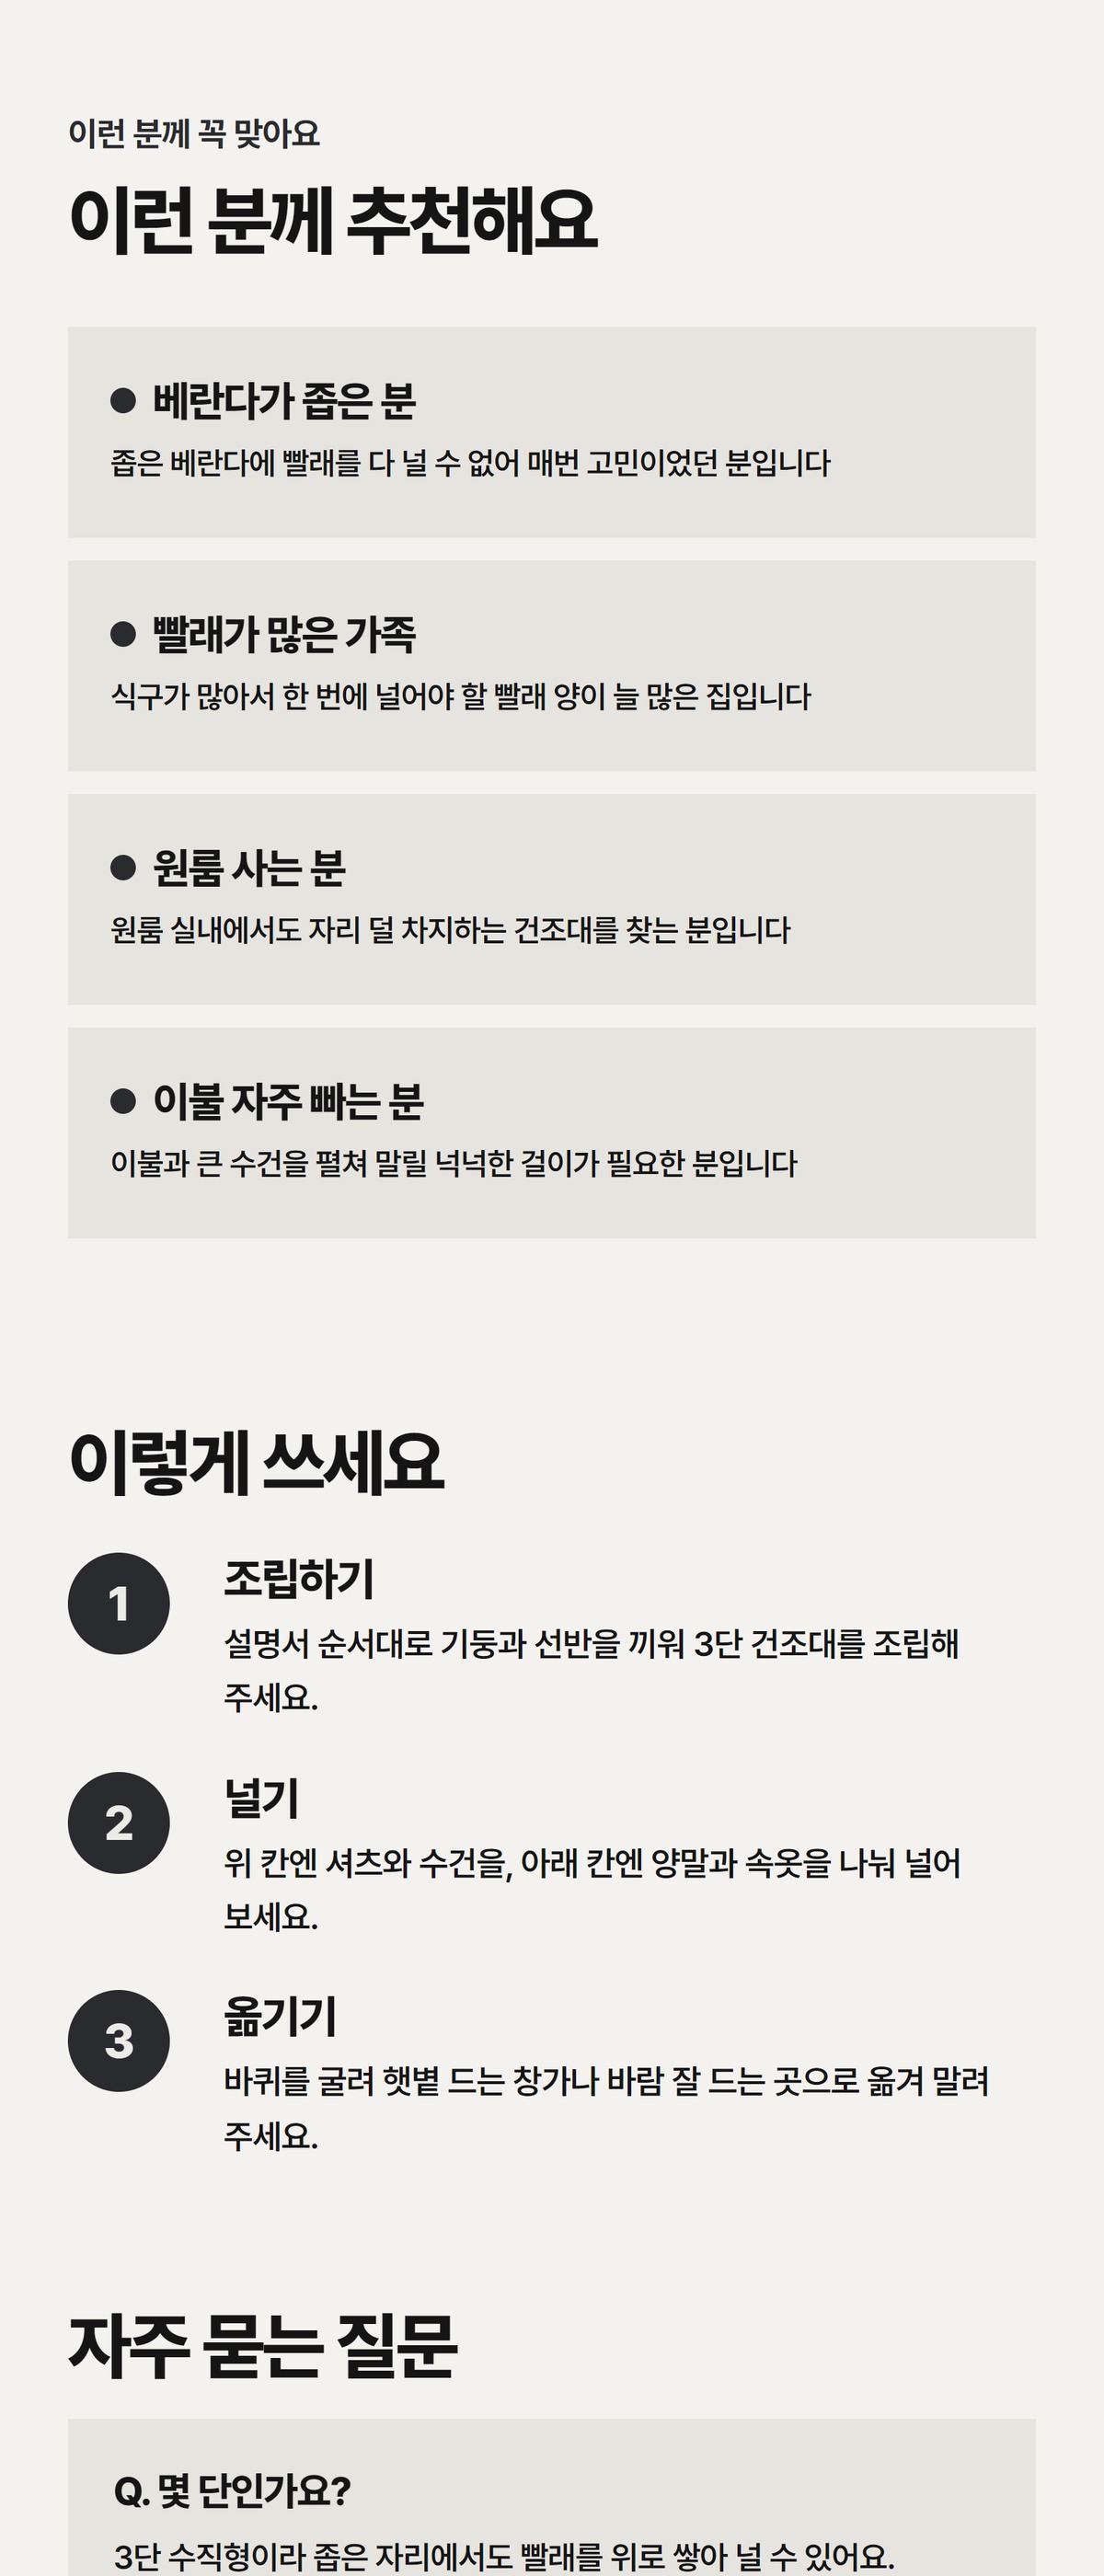 이런 분께 꼭 맞아요
이런 분께 추천해요
베란다가 좁은 분
좁은 베란다에 빨래를 다 널 수 없어 매번 고민이었던 분입니다
빨래가 많은 가족
식구가 많아서 한 번에 널어야 할 빨래 양이 늘 많은 집입니다
원룸 사는 분
원룸 실내에서도 자리 덜 차지하는 건조대를 찾는 분입니다
이불 자주 빠는 분
이불과 큰 수건을 펼쳐 말릴 넉넉한 걸이가 필요한 분입니다
이렇게 쓰세요
1
조립하기
설명서 순서대로 기둥과 선반을 끼워 3단 건조대를 조립해
주세요.
2
널기
위 칸엔 셔츠와 수건을, 아래 칸엔 양말과 속옷을 나눠 널어
보세요.
3
옮기기
바퀴를 굴려 햇볕 드는 창가나 바람 잘 드는 곳으로 옮겨 말려
주세요.
자주 묻는 질문
Q. 몇 단인가요?
3단 수직형이라 좁은 자리에서도 빨래를 위로 쌓아 널 수 있어요.